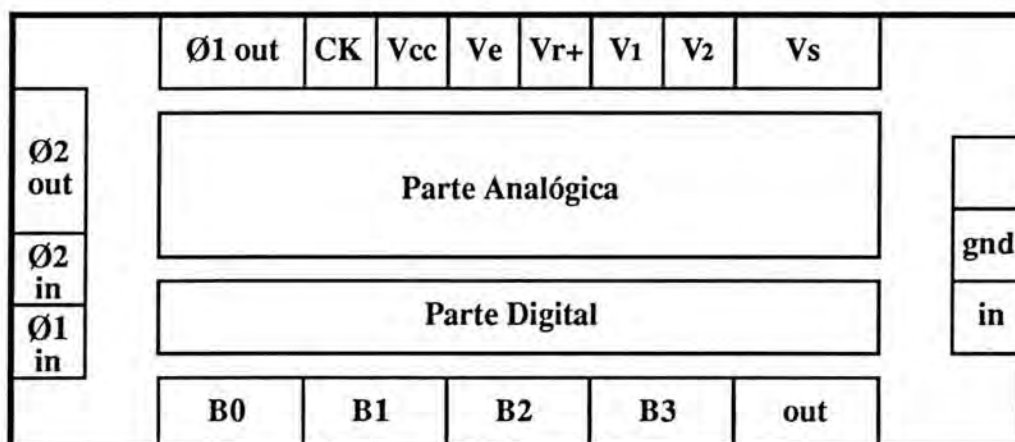 Ø1 out CK Vcc Ve Vr+ V1 V2 Vs
Ø2
out
Ø2
in
Ø1
in
Parte Analógica
Parte Digital
gnd
in
B0 B1 B2 B3 out